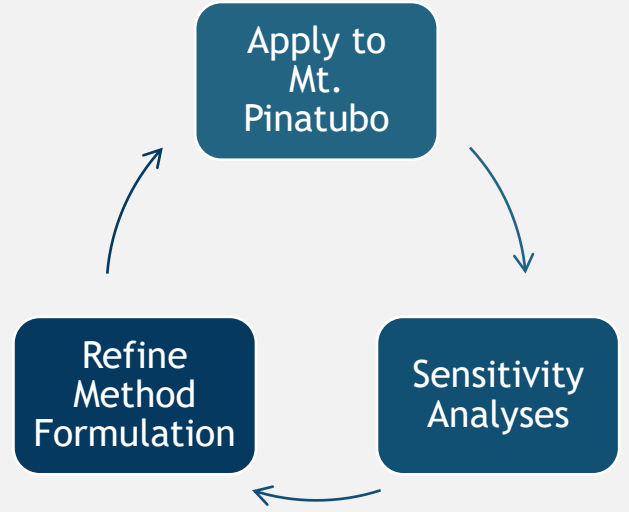 Apply to
Mt.
Pinatubo
Sensitivity
Analyses
Refine
Method
Formulation